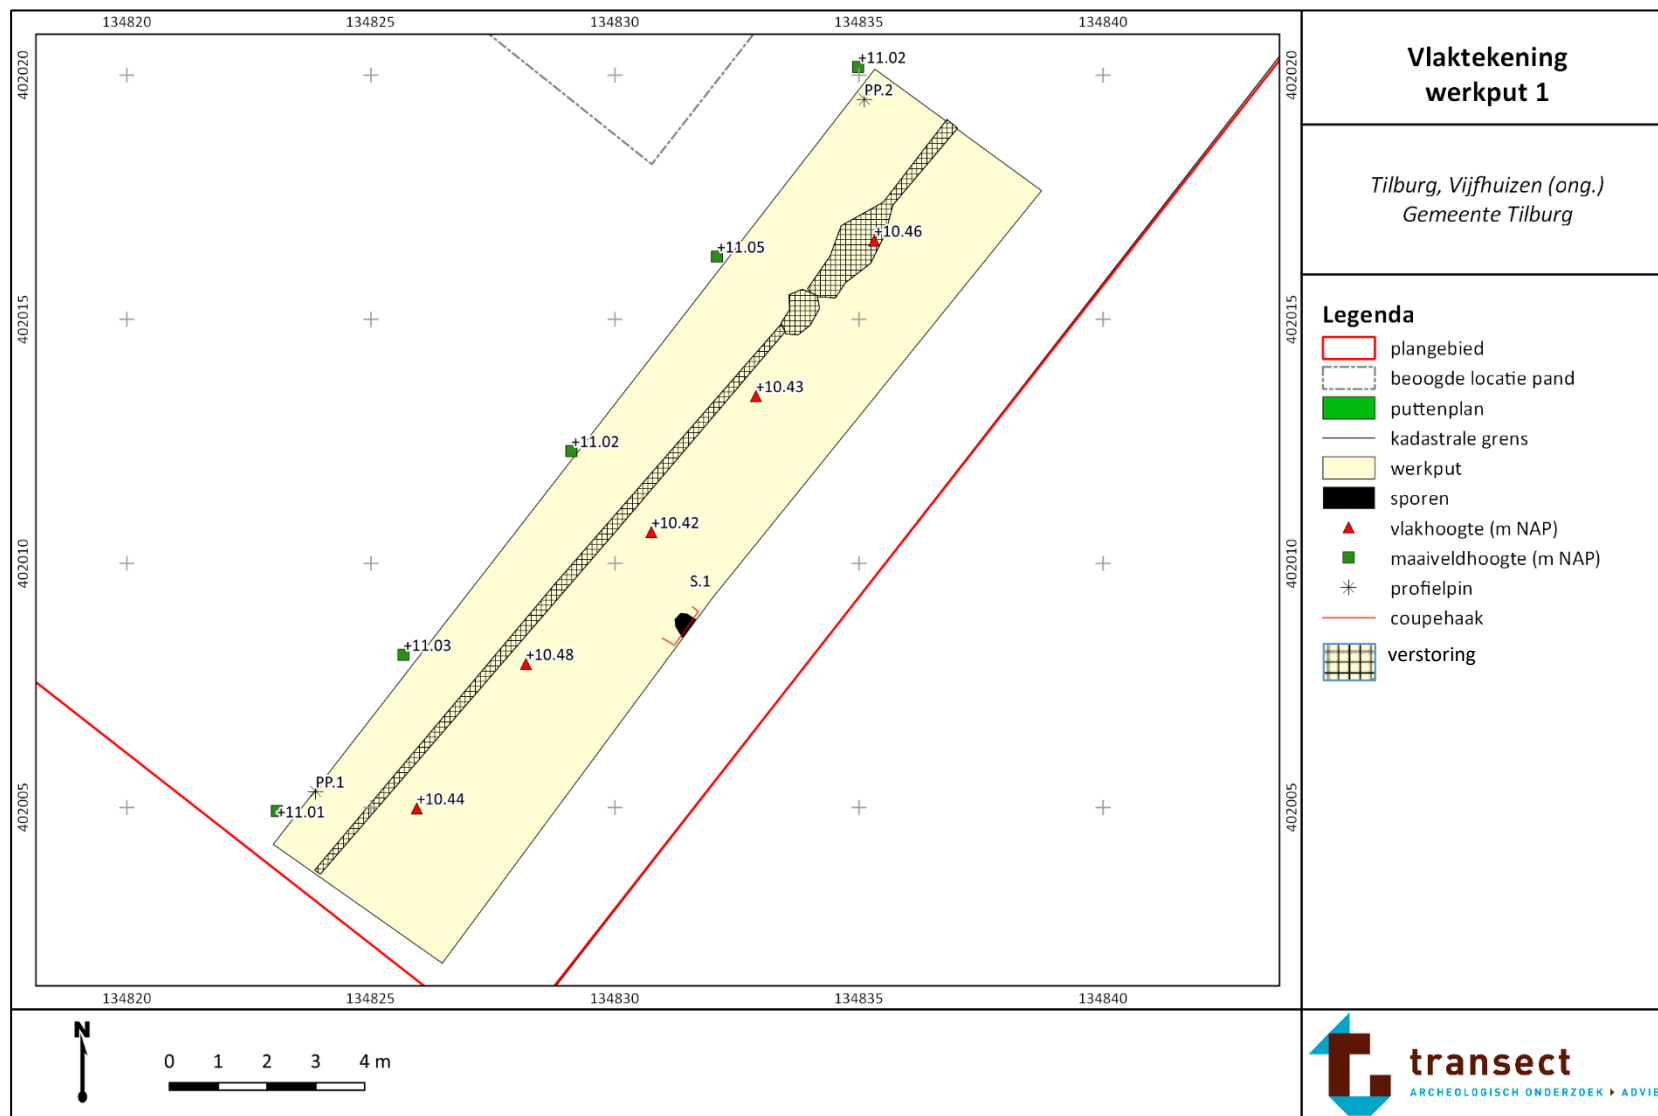 134820 134825 134830 134835 134840
402020
402015
402010
402005
+11.02
PP.2
+10.46
+11.05
+10.43
+11.02
+10.42
S.1
+11.03
+10.48
PP.1
+10.44
+11.01
402020
402015
402010
402005
134820 134825 134830 134835 134840
N
0 1 2 3 4 m
Vlaktekening
werkput 1
Tilburg, Vijfhuizen (ong.)
Gemeente Tilburg
Legenda
plangebied
beoogde locatie pand
puttenplan
kadastrale grens
werkput
sporen
vlakhoogte (m NAP)
maaiveldhoogte (m NAP)
profielpin
coupehaak
verstoring
transect
ARCHEOLOGISCH ONDERZOEK ADVIE